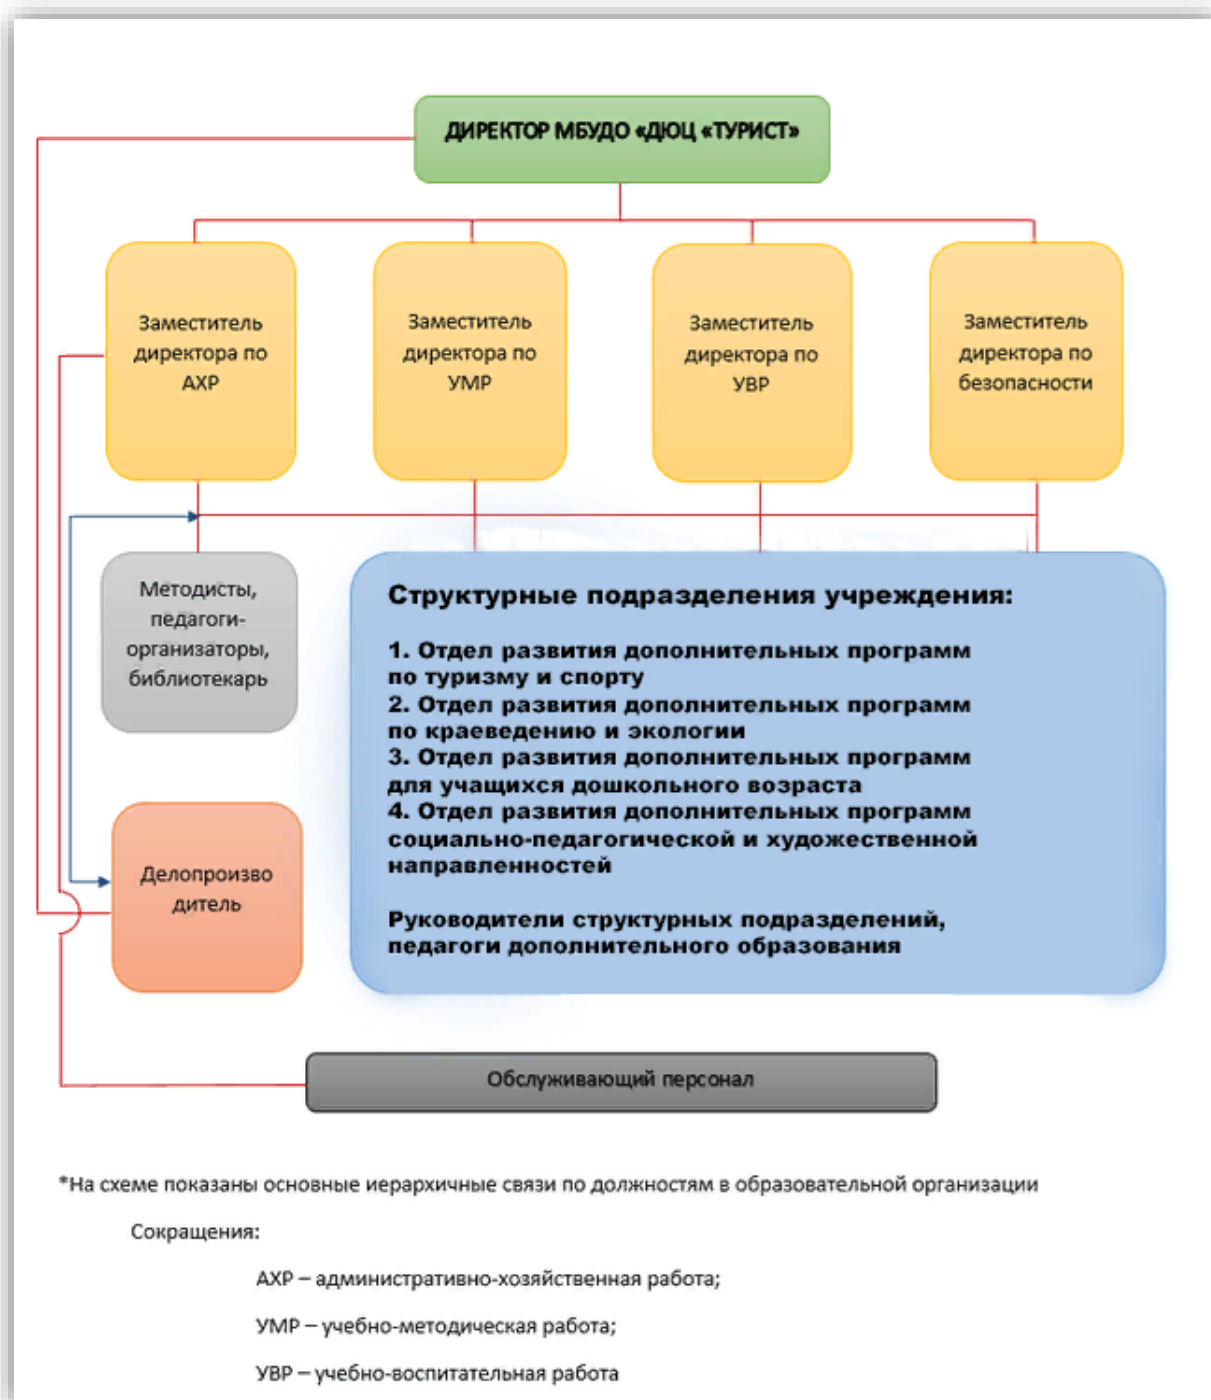 ДИРЕКТОР МБУДО «ДЮЦ «ТУРИСТ»
Заместитель
директора по
АХР
Заместитель
директора по
УМР
Заместитель
директора по
УВР
Заместитель
директора по
безопасности
Методисты,
педагоги-
организаторы,
библиотекарь
Структурные подразделения учреждения:
1. Отдел развития дополнительных программ
по туризму и спорту
2. Отдел развития дополнительных программ
по краеведению и экологии
3. Отдел развития дополнительных программ
для учащихся дошкольного возраста
4. Отдел развития дополнительных программ
социально-педагогической и художественной
направленностей
Руководители структурных подразделений,
педагоги дополнительного образования
Делопроизво
дитель
Обслуживающий персонал
*На схеме показаны основные иерархичные связи по должностям в образовательной организации
Сокращения:
АХР – административно-хозяйственная работа;
УМР – учебно-методическая работа;
УВР – учебно-воспитательная работа